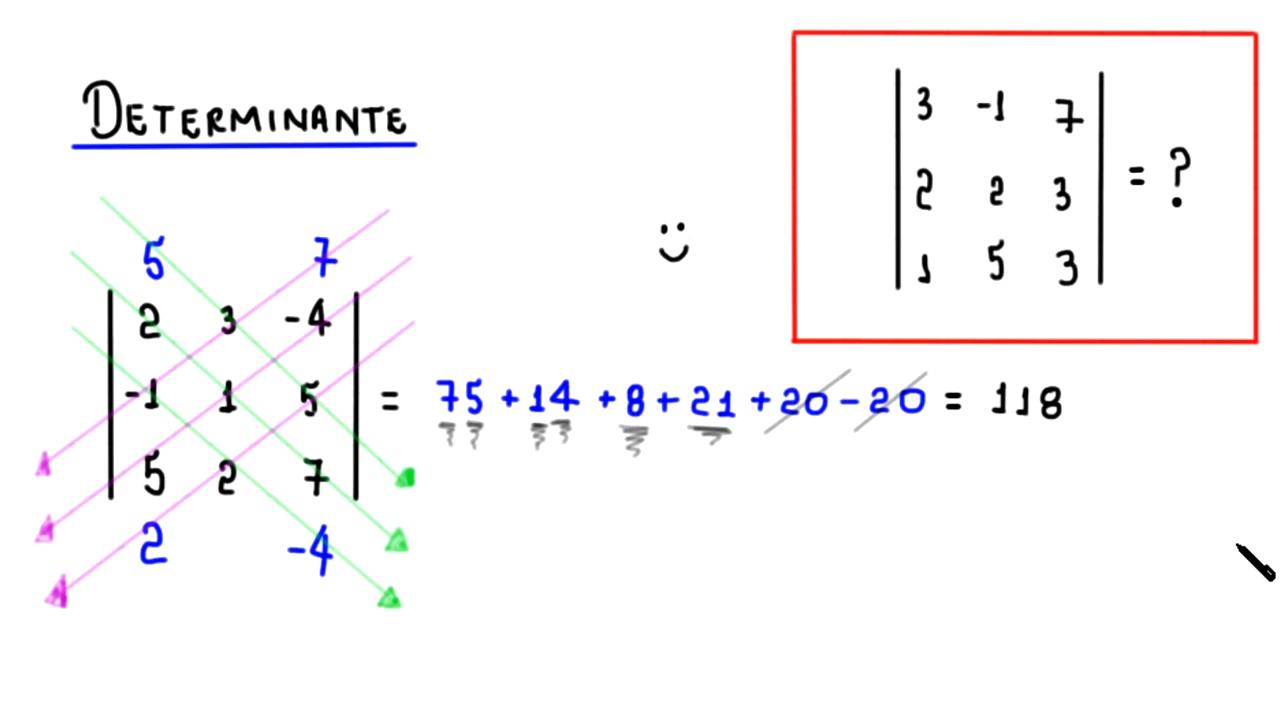 DETERMINANTE
| 3 -1 7 |
| 2 2 3 | = ?
| 1 5 3 |
5 7
| 2 3 -4 |
| -1 1 5 | = 75 + 14 + 8 + 21 + 20 - 20 = 118
| 5 2 7 |
2 -4